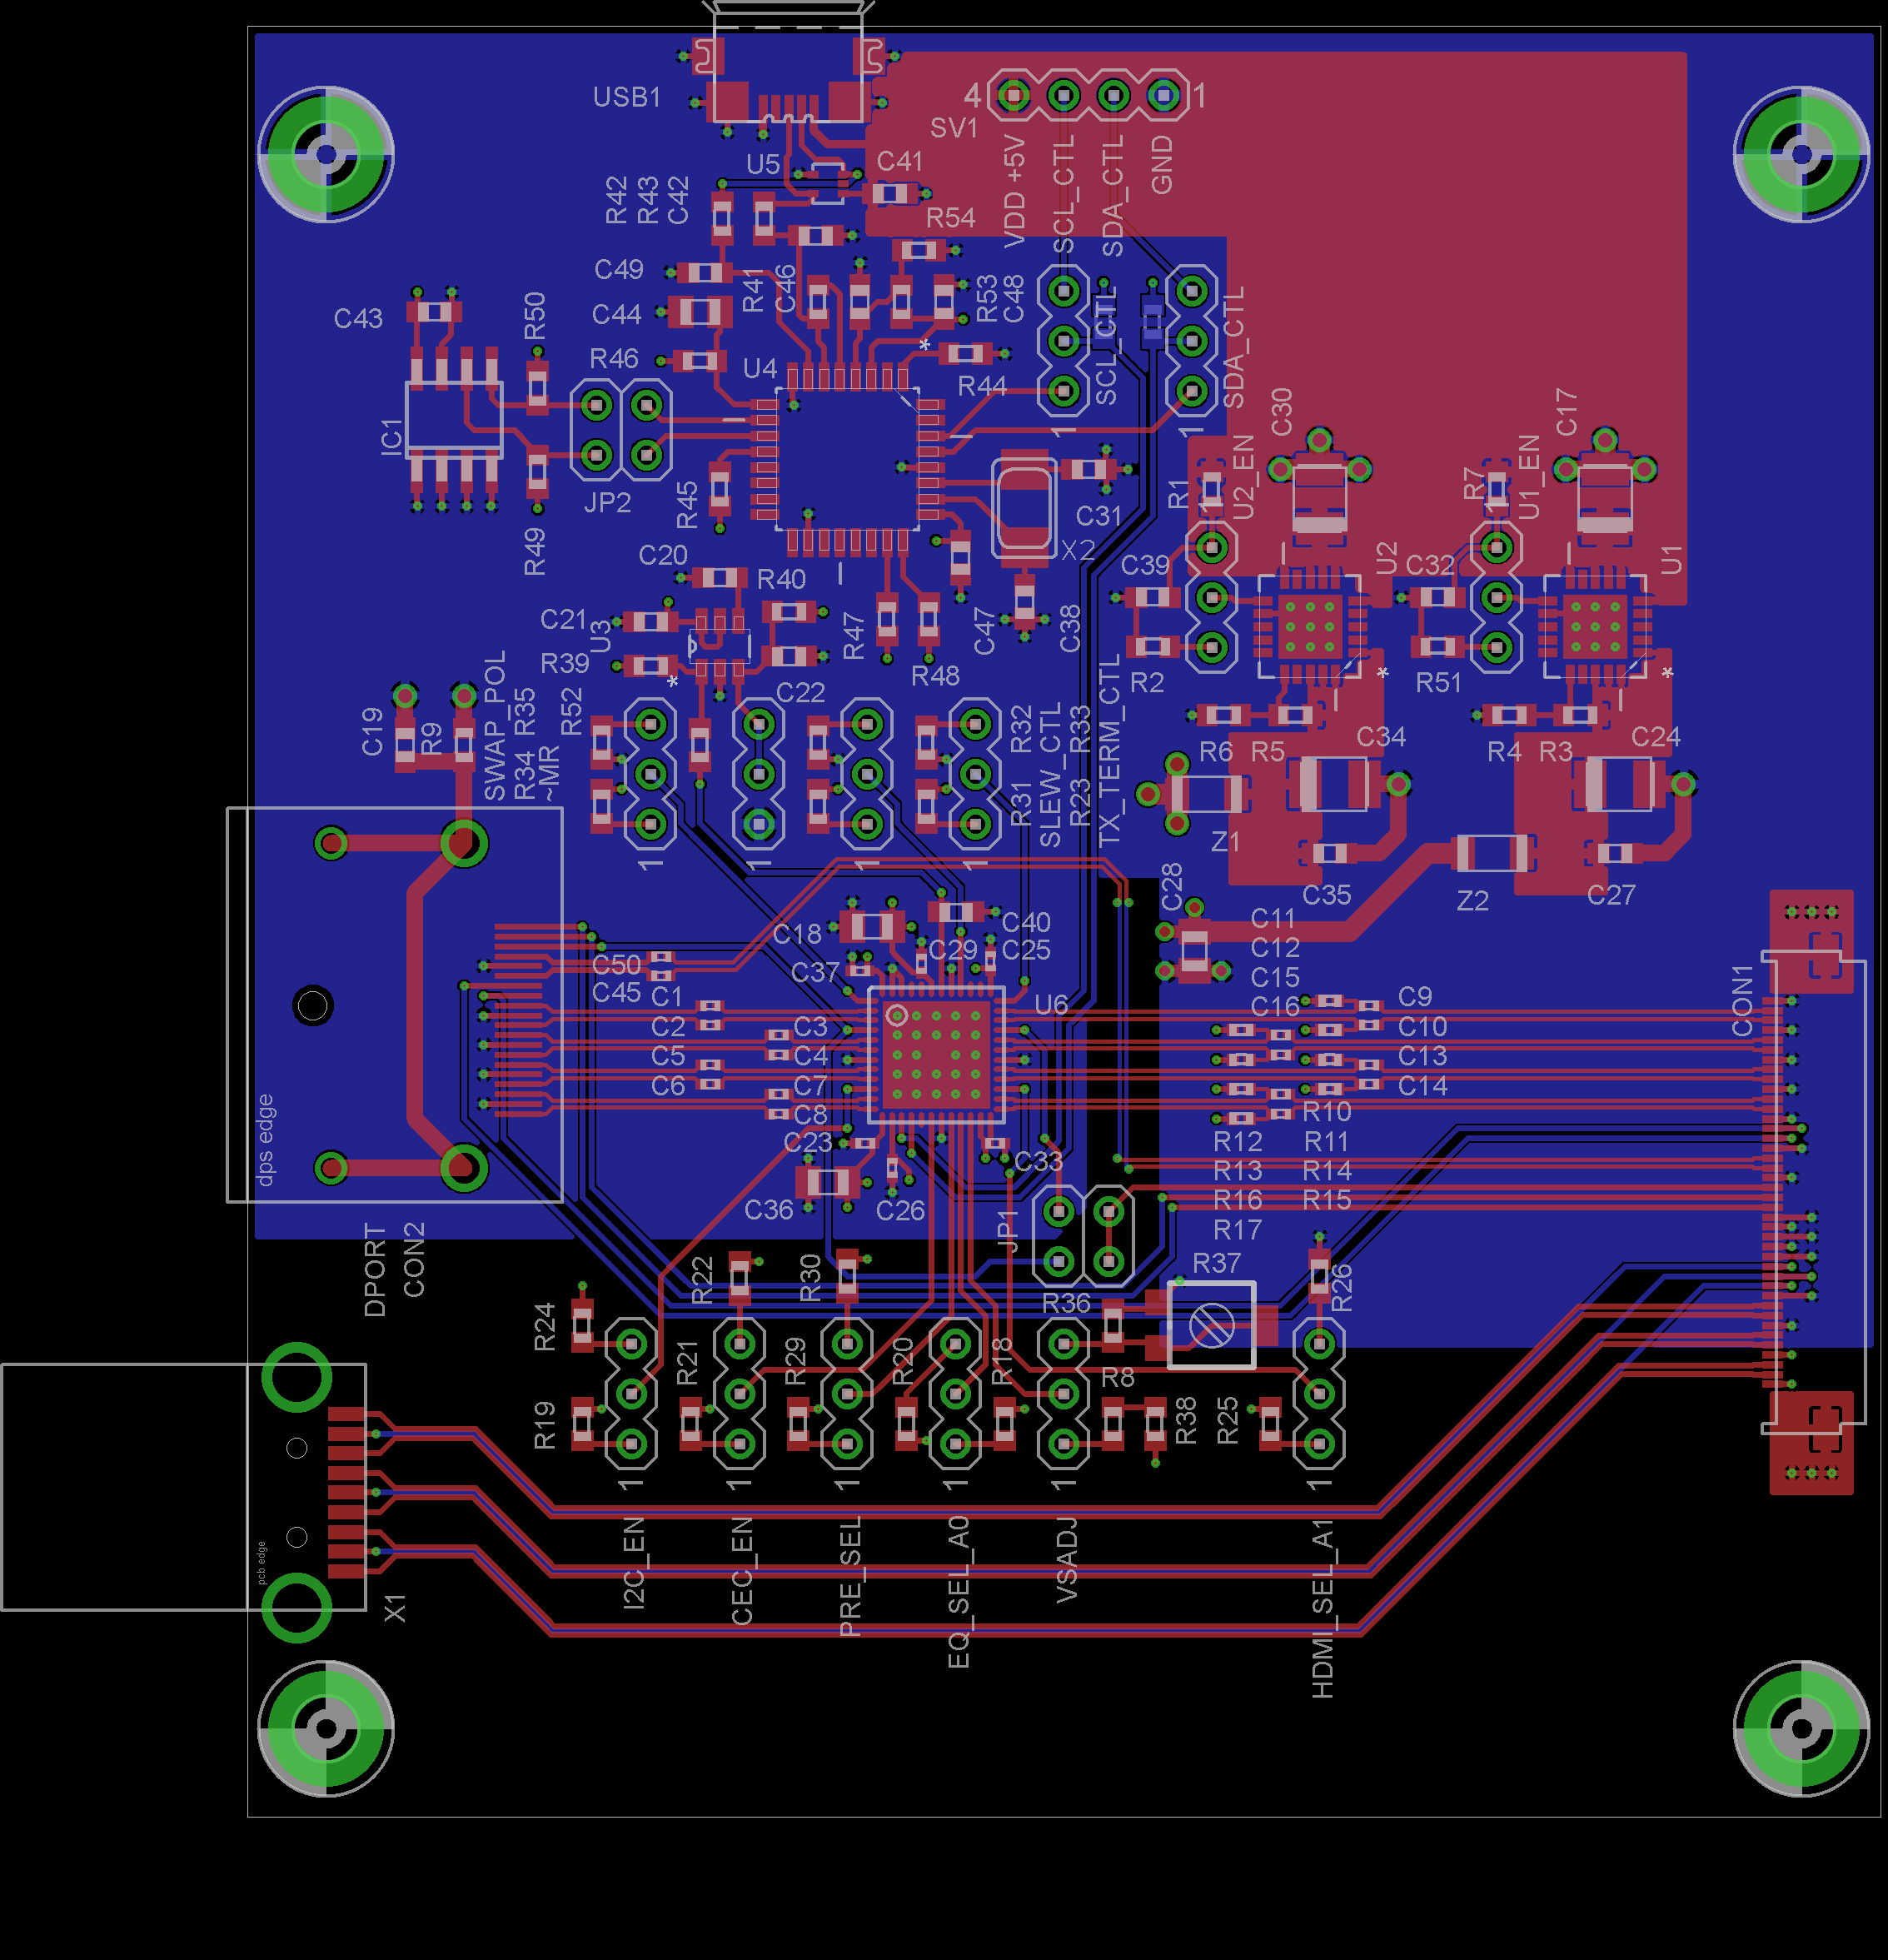 USB1
4
1
SV1
U5
C41
R42
R43
C42
R54
VDD +5V
SCL_CTL
SDA_CTL
GND
C49
R41
C46
R53
C48
C44
C43
R50
R46
U4
*
R44
SCL_CTL
SDA_CTL
1
1
C30
C17
IC1
JP2
R45
R49
C31
X2
R1
U2_EN
R7
U1_EN
C20
R40
C39
U2
C32
U1
C21
U3
R39
*
R47
R48
C47
C38
R2
R51
*
*
C22
C19
R9
SWAP_POL
R34 R35
~MR
R52
R31 R32
SLEW_CTL
R23 R33
TX_TERM_CTL
R6
R5
C34
R4
R3
C24
Z1
1
1
1
1
C35
Z2
C27
C28
C18
C40
C29
C25
C11
C12
C15
C16
C37
C50
C45
U6
CON1
C1
C2
C3
C4
C5
C6
C7
C8
C9
C10
C13
C14
dps edge
C23
C33
R10
R11
R12
R13
R14
R15
R16
R17
C36
C26
JP1
DPORT
CON2
R22
R30
R37
R26
R24
R36
R21
R29
R20
R18
R8
R19
R38
R25
1
1
1
1
1
1
pcb edge
X1
I2C_EN
CEC_EN
PRE_SEL
EQ_SEL_A0
VSADJ
HDMI_SEL_A1